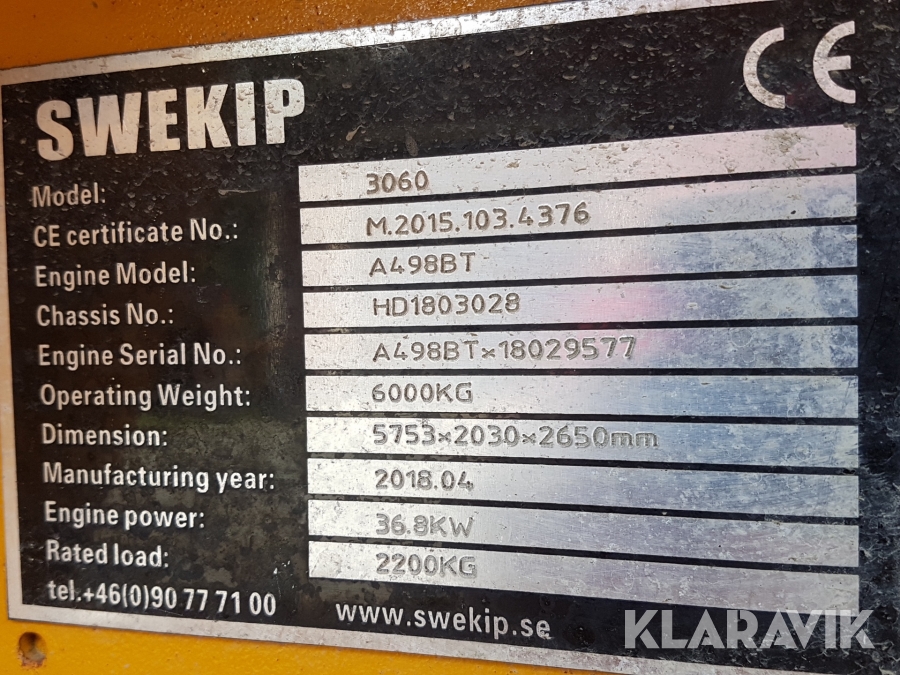 CE
SWEKIP
Model: 3060
CE certificate No.: M.2015.103.4376
Engine Model: A498BT
Chassis No.: HD1803028
Engine Serial No.: A498BT×18029577
Operating Weight: 6000KG
Dimension: 5753×2030×2650mm
Manufacturing year: 2018.04
Engine power: 36.8KW
Rated load: 2200KG
tel.+46(0)90 77 71 00 www.swekip.se
KLARAVIK